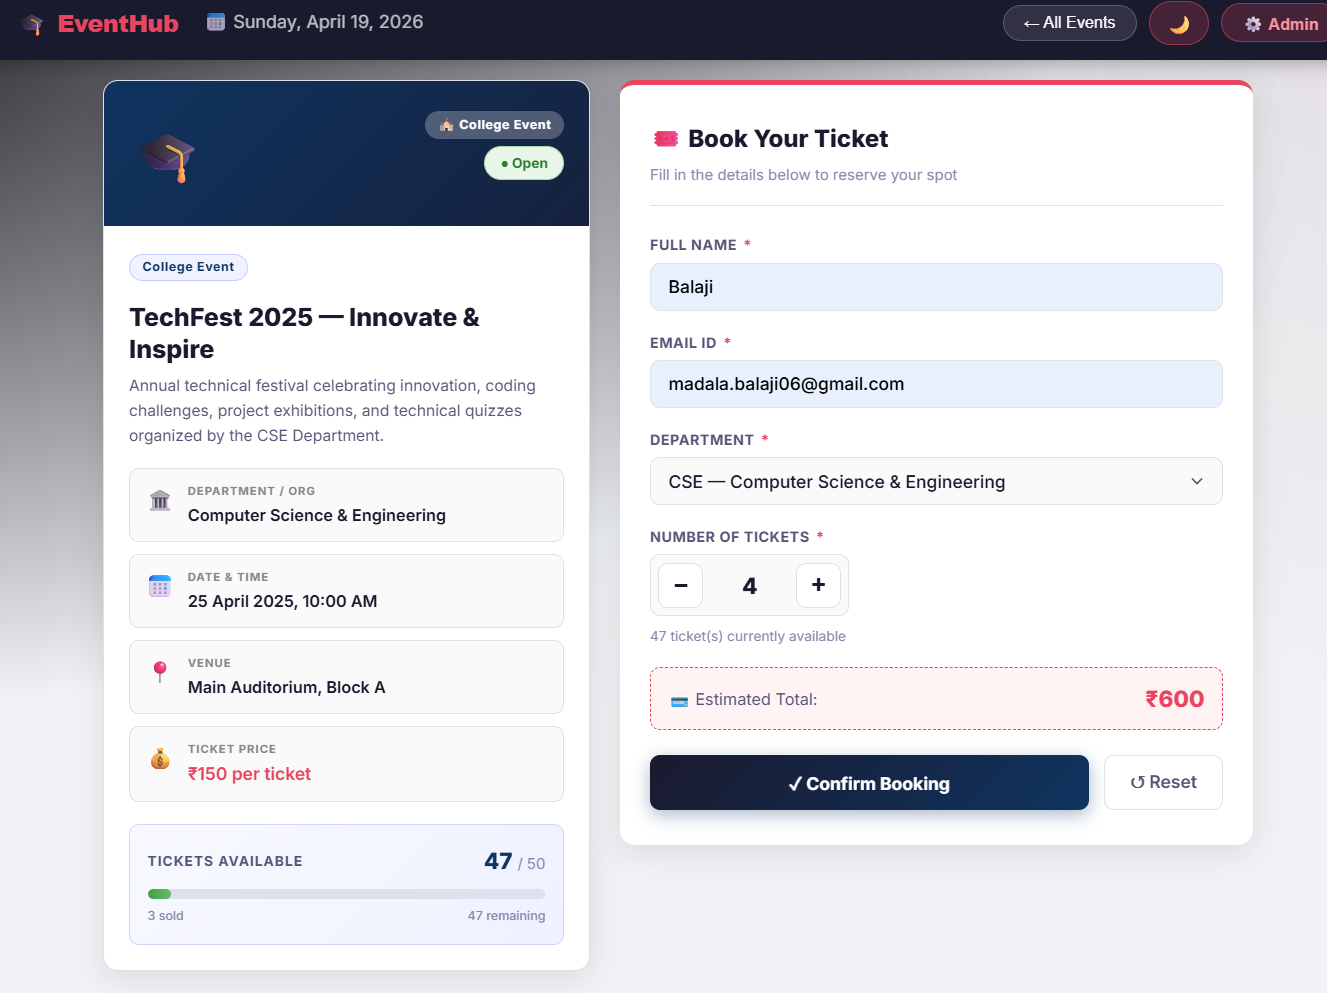 EventHub
Sunday, April 19, 2026
← All Events
Admin
College Event
● Open
College Event
TechFest 2025 — Innovate &
Inspire
Annual technical festival celebrating innovation, coding
challenges, project exhibitions, and technical quizzes
organized by the CSE Department.
DEPARTMENT / ORG
Computer Science & Engineering
DATE & TIME
25 April 2025, 10:00 AM
VENUE
Main Auditorium, Block A
TICKET PRICE
₹150 per ticket
TICKETS AVAILABLE
47 / 50
3 sold
47 remaining
Book Your Ticket
Fill in the details below to reserve your spot
FULL NAME *
Balaji
EMAIL ID *
madala.balaji06@gmail.com
DEPARTMENT *
CSE — Computer Science & Engineering
NUMBER OF TICKETS *
− 4 +
47 ticket(s) currently available
Estimated Total:
₹600
✓ Confirm Booking
↺ Reset